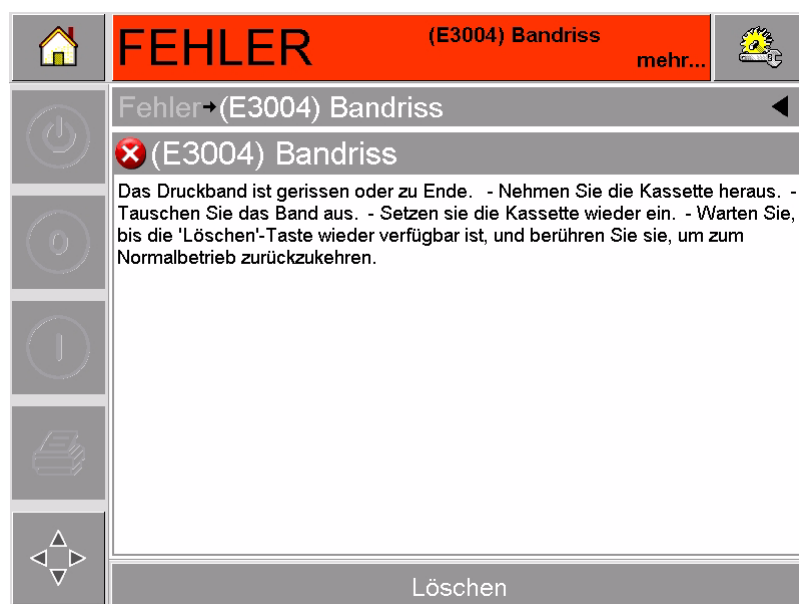 FEHLER
(E3004) Bandriss
mehr...
Fehler→(E3004) Bandriss
(E3004) Bandriss
Das Druckband ist gerissen oder zu Ende. - Nehmen Sie die Kassette heraus. -
Tauschen Sie das Band aus. - Setzen sie die Kassette wieder ein. - Warten Sie,
bis die 'Löschen'-Taste wieder verfügbar ist, und berühren Sie sie, um zum
Normalbetrieb zurückzukehren.
Löschen